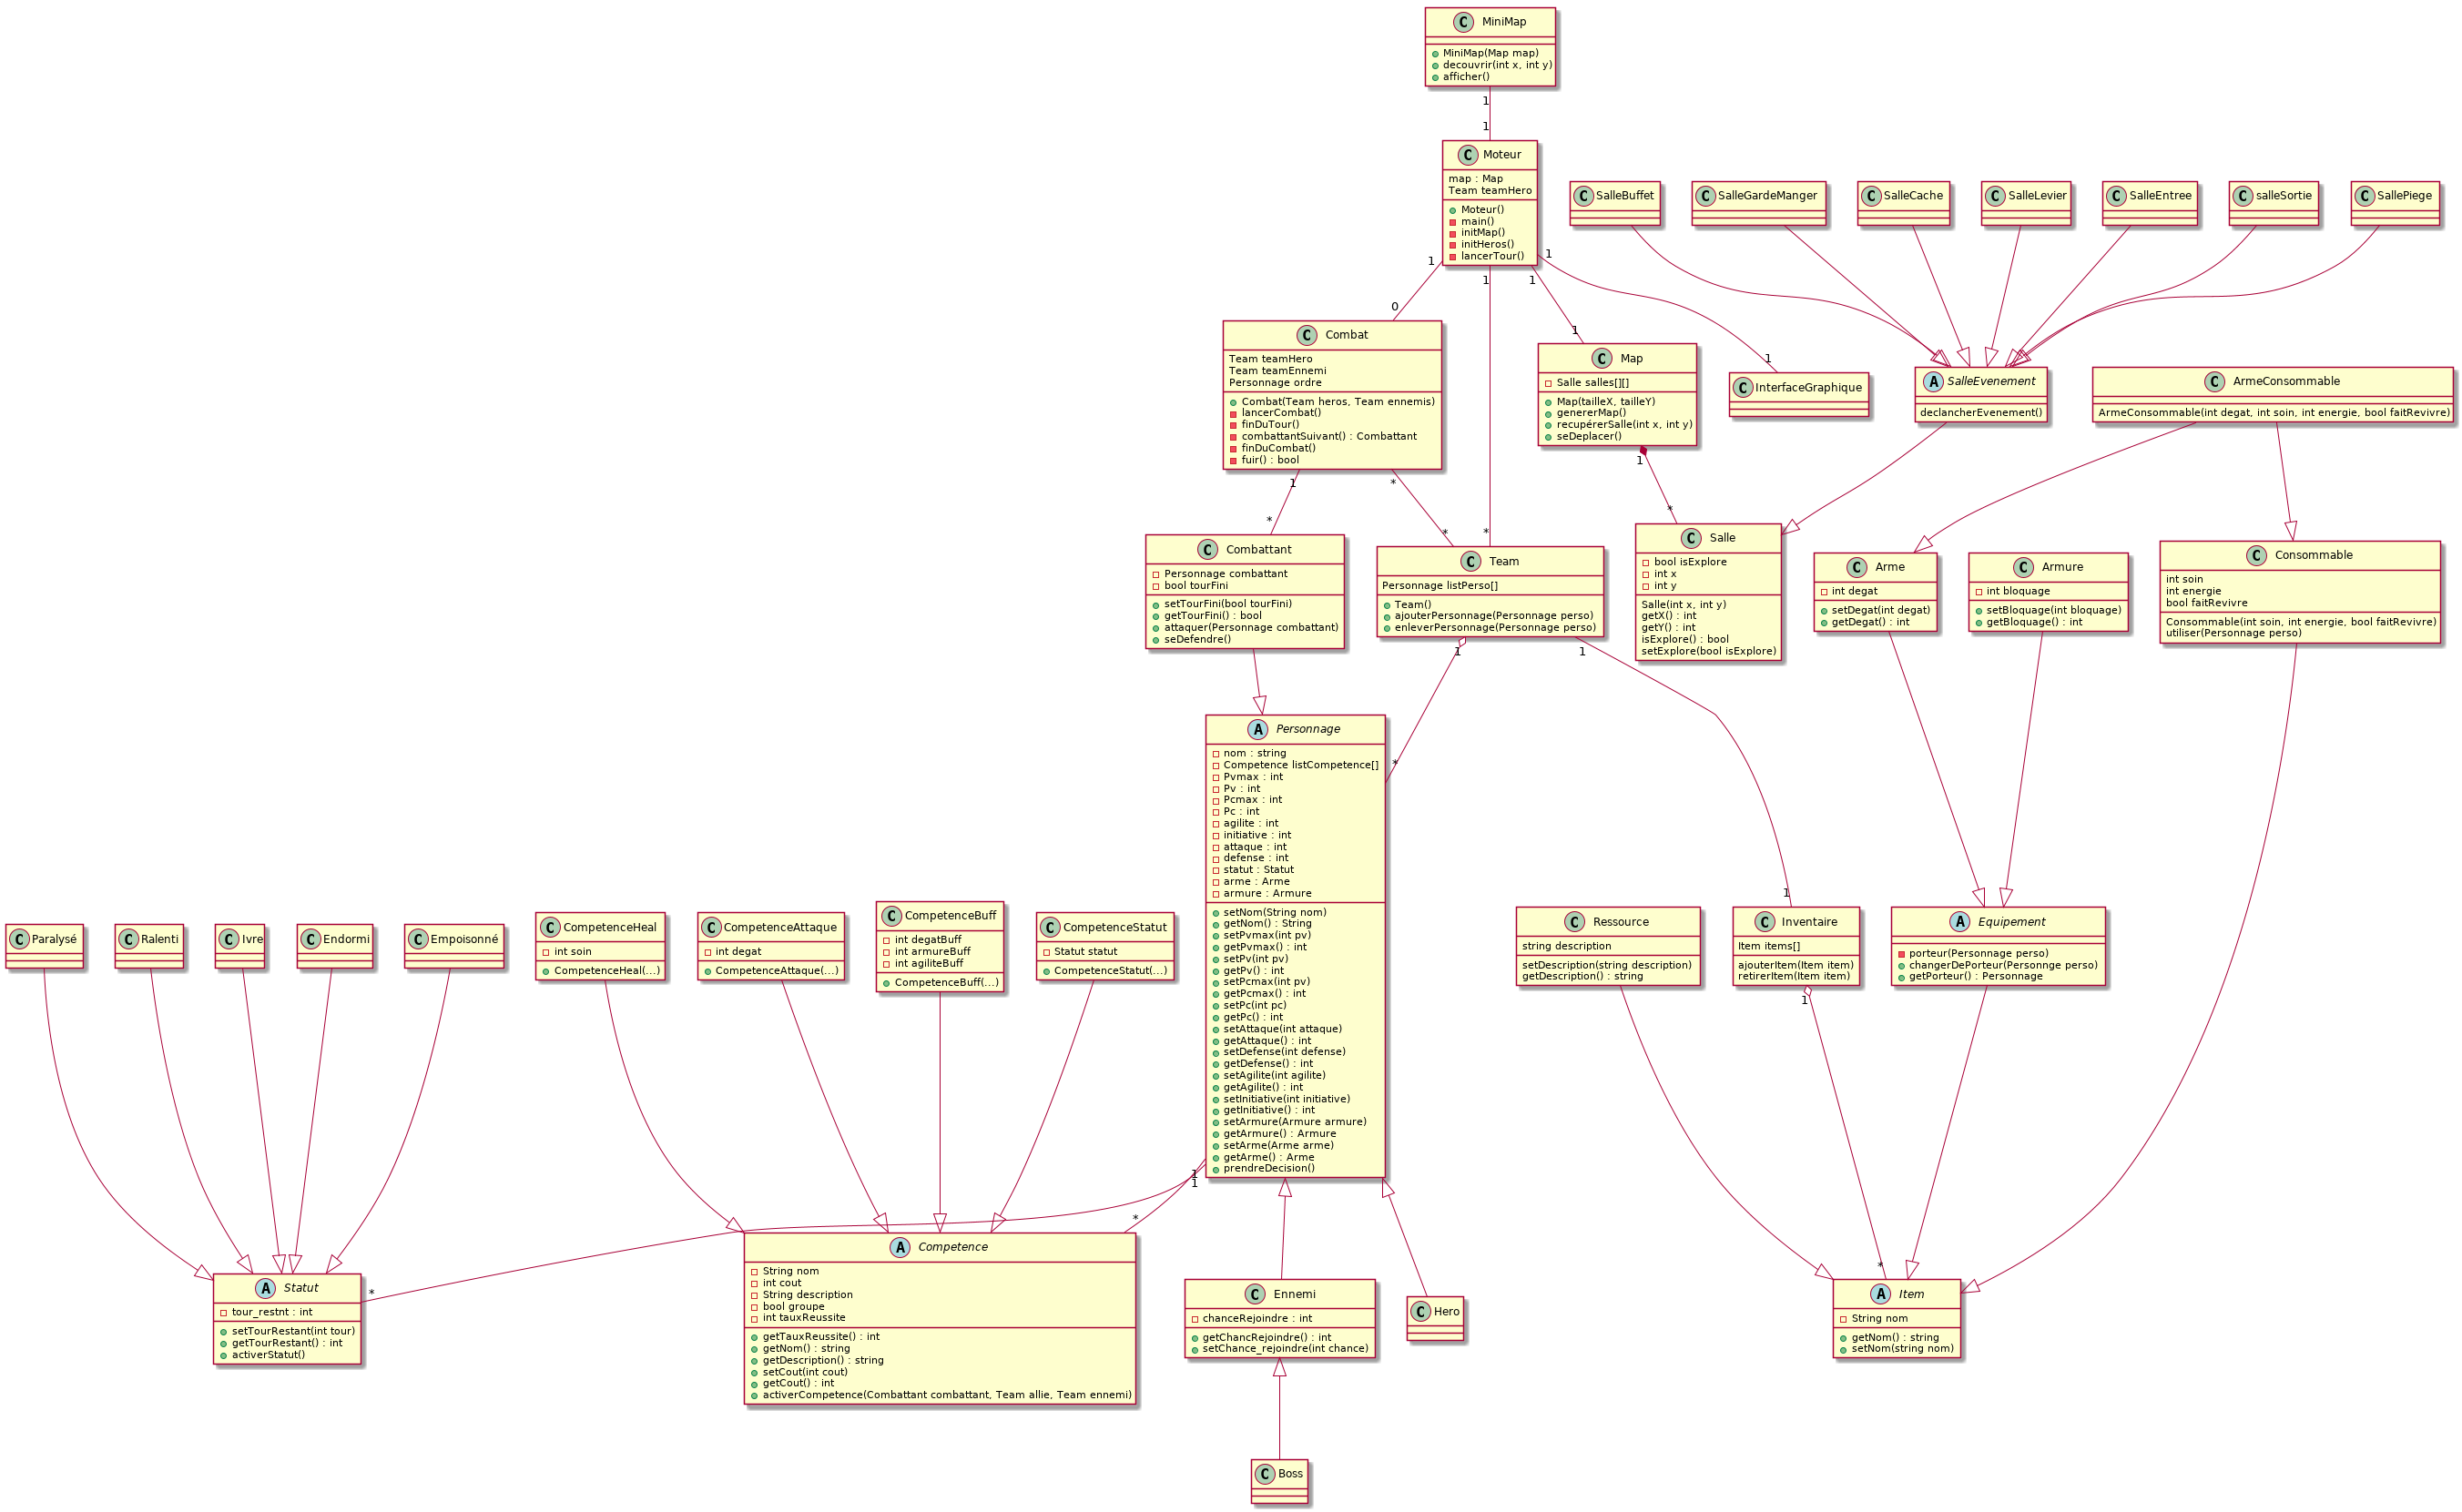 C MiniMap
MiniMap(Map map)
decouvrir(int x, int y)
afficher()
1
1
C Moteur
map : Map
Team teamHero
Moteur()
main()
initMap()
initHeros()
lancerTour()
C SalleBuffet
C SalleGardeManger
C SalleCache
C SalleLevier
C SalleEntree
C salleSortie
C SallePiege
1
1
1
1
0
1
1
*
C Combat
Team teamHero
Team teamEnnemi
Personnage ordre
Combat(Team heros, Team ennemis)
lancerCombat()
finDuTour()
combattantSuivant() : Combattant
finDuCombat()
fuir() : bool
C Map
Salle salles[][]
Map(tailleX, tailleY)
genererMap()
recupérerSalle(int x, int y)
seDeplacer()
C InterfaceGraphique
A SalleEvenement
declancherEvenement()
C ArmeConsommable
ArmeConsommable(int degat, int soin, int energie, bool faitRevivre)
1
*
*
*
1
*
C Combattant
Personnage combattant
bool tourFini
setTourFini(bool tourFini)
getTourFini() : bool
attaquer(Personnage combattant)
seDefendre()
C Team
Personnage listPerso[]
Team()
ajouterPersonnage(Personnage perso)
enleverPersonnage(Personnage perso)
C Salle
bool isExplore
int x
int y
Salle(int x, int y)
getX() : int
getY() : int
isExplore() : bool
setExplore(bool isExplore)
C Arme
int degat
setDegat(int degat)
getDegat() : int
C Armure
int bloquage
setBloquage(int bloquage)
getBloquage() : int
C Consommable
int soin
int energie
bool faitRevivre
Consommable(int soin, int energie, bool faitRevivre)
utiliser(Personnage perso)
1
*
1
1
A Personnage
nom : string
Competence listCompetence[]
Pvmax : int
Pv : int
Pcmax : int
Pc : int
agilite : int
initiative : int
attaque : int
defense : int
statut : Statut
arme : Arme
armure : Armure
setNom(String nom)
getNom() : String
setPvmax(int pv)
getPvmax() : int
setPv(int pv)
getPv() : int
setPcmax(int pv)
getPcmax() : int
setPc(int pc)
getPc() : int
setAttaque(int attaque)
getAttaque() : int
setDefense(int defense)
getDefense() : int
setAgilite(int agilite)
getAgilite() : int
setInitiative(int initiative)
getInitiative() : int
setArmure(Armure armure)
getArmure() : Armure
setArme(Arme arme)
getArme() : Arme
prendreDecision()
C Paralysé
C Ralenti
C Ivre
C Endormi
C Empoisonné
C CompetenceHeal
int soin
CompetenceHeal(...)
C CompetenceAttaque
int degat
CompetenceAttaque(...)
C CompetenceBuff
int degatBuff
int armureBuff
int agiliteBuff
CompetenceBuff(...)
C CompetenceStatut
Statut statut
CompetenceStatut(...)
C Ressource
string description
setDescription(string description)
getDescription() : string
C Inventaire
Item items[]
ajouterItem(Item item)
retirerItem(Item item)
A Equipement
porteur(Personnage perso)
changerDePorteur(Personnge perso)
getPorteur() : Personnage
1
1
*
*
1
*
A Statut
tour_restnt : int
setTourRestant(int tour)
getTourRestant() : int
activerStatut()
A Competence
String nom
int cout
String description
bool groupe
int tauxReussite
getTauxReussite() : int
getNom() : string
getDescription() : string
setCout(int cout)
getCout() : int
activerCompetence(Combattant combattant, Team allie, Team ennemi)
C Ennemi
chanceRejoindre : int
getChancRejoindre() : int
setChance_rejoindre(int chance)
C Hero
A Item
String nom
getNom() : string
setNom(string nom)
C Boss